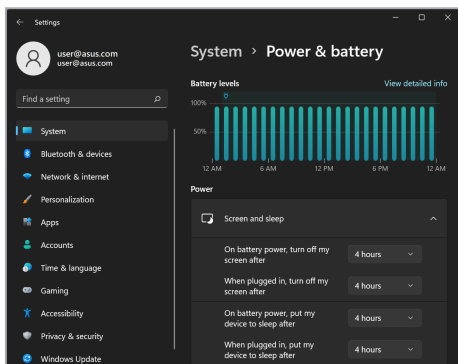 Settings
user@asus.com
user@asus.com
Find a setting
System
Bluetooth & devices
Network & internet
Personalization
Apps
Accounts
Time & language
Gaming
Accessibility
Privacy & security
Windows Update
System > Power & battery
Battery levels
View detailed info
100%
50%
12 AM 6 AM 12 PM 6 PM 12 AM
Power
Screen and sleep
On battery power, turn off my
screen after
4 hours
When plugged in, turn off my
screen after
4 hours
On battery power, put my
device to sleep after
4 hours
When plugged in, put my
device to sleep after
4 hours